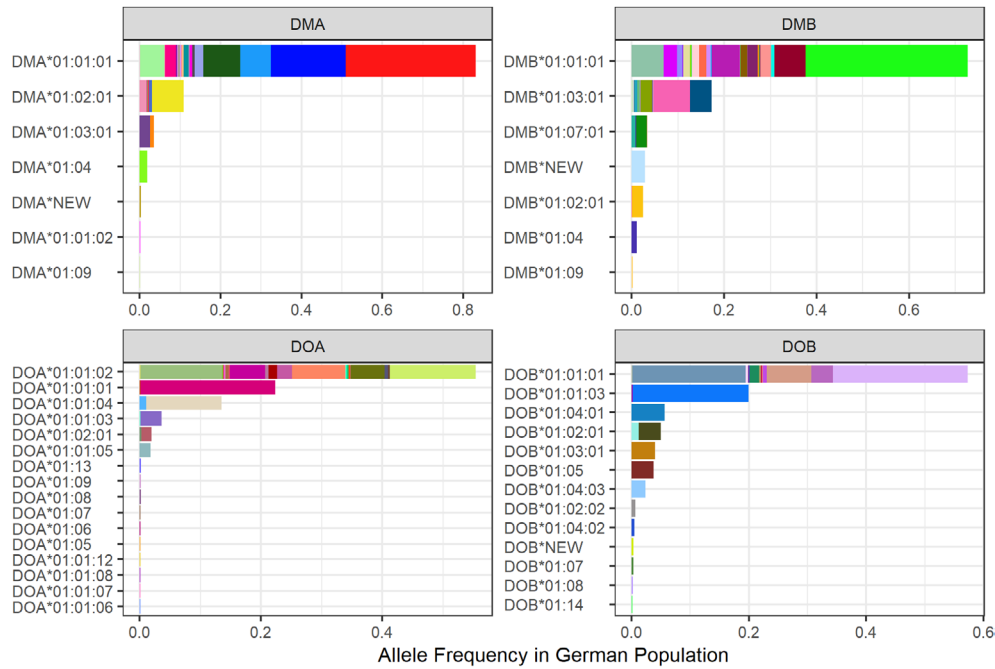 DMA
DMA*01:01:01
DMA*01:02:01
DMA*01:03:01
DMA*01:04
DMA*NEW
DMA*01:01:02
DMA*01:09
0.0 0.2 0.4 0.6 0.8
DMB
DMB*01:01:01
DMB*01:03:01
DMB*01:07:01
DMB*NEW
DMB*01:02:01
DMB*01:04
DMB*01:09
0.0 0.2 0.4 0.6
DOA
DOA*01:01:02
DOA*01:01:01
DOA*01:01:04
DOA*01:01:03
DOA*01:02:01
DOA*01:01:05
DOA*01:13
DOA*01:09
DOA*01:08
DOA*01:07
DOA*01:06
DOA*01:05
DOA*01:01:12
DOA*01:01:08
DOA*01:01:07
DOA*01:01:06
0.0 0.2 0.4
DOB
DOB*01:01:01
DOB*01:01:03
DOB*01:04:01
DOB*01:02:01
DOB*01:03:01
DOB*01:05
DOB*01:04:03
DOB*01:02:02
DOB*01:04:02
DOB*NEW
DOB*01:07
DOB*01:08
DOB*01:14
0.0 0.2 0.4 0.6
Allele Frequency in German Population